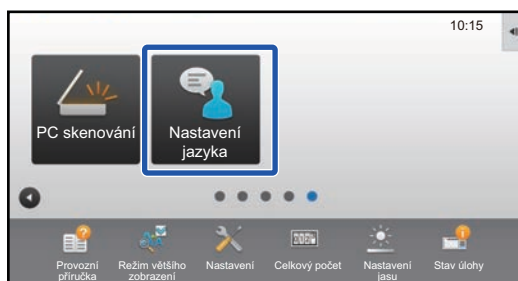 10:15
PC skenování
Nastavení
jazyka
Provozní
příručka
Režim většího
zobrazení
Nastavení
Celkový počet
Nastavení
jasu
Stav úlohy